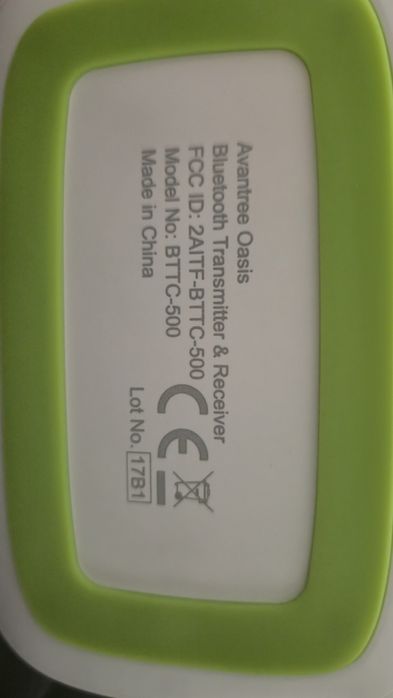 Avantree Oasis
Bluetooth Transmitter & Receiver
FCC ID: 2AITF-BTTC-500
Model No: BTTC-500
Made in China
CE
Lot No. 17B1